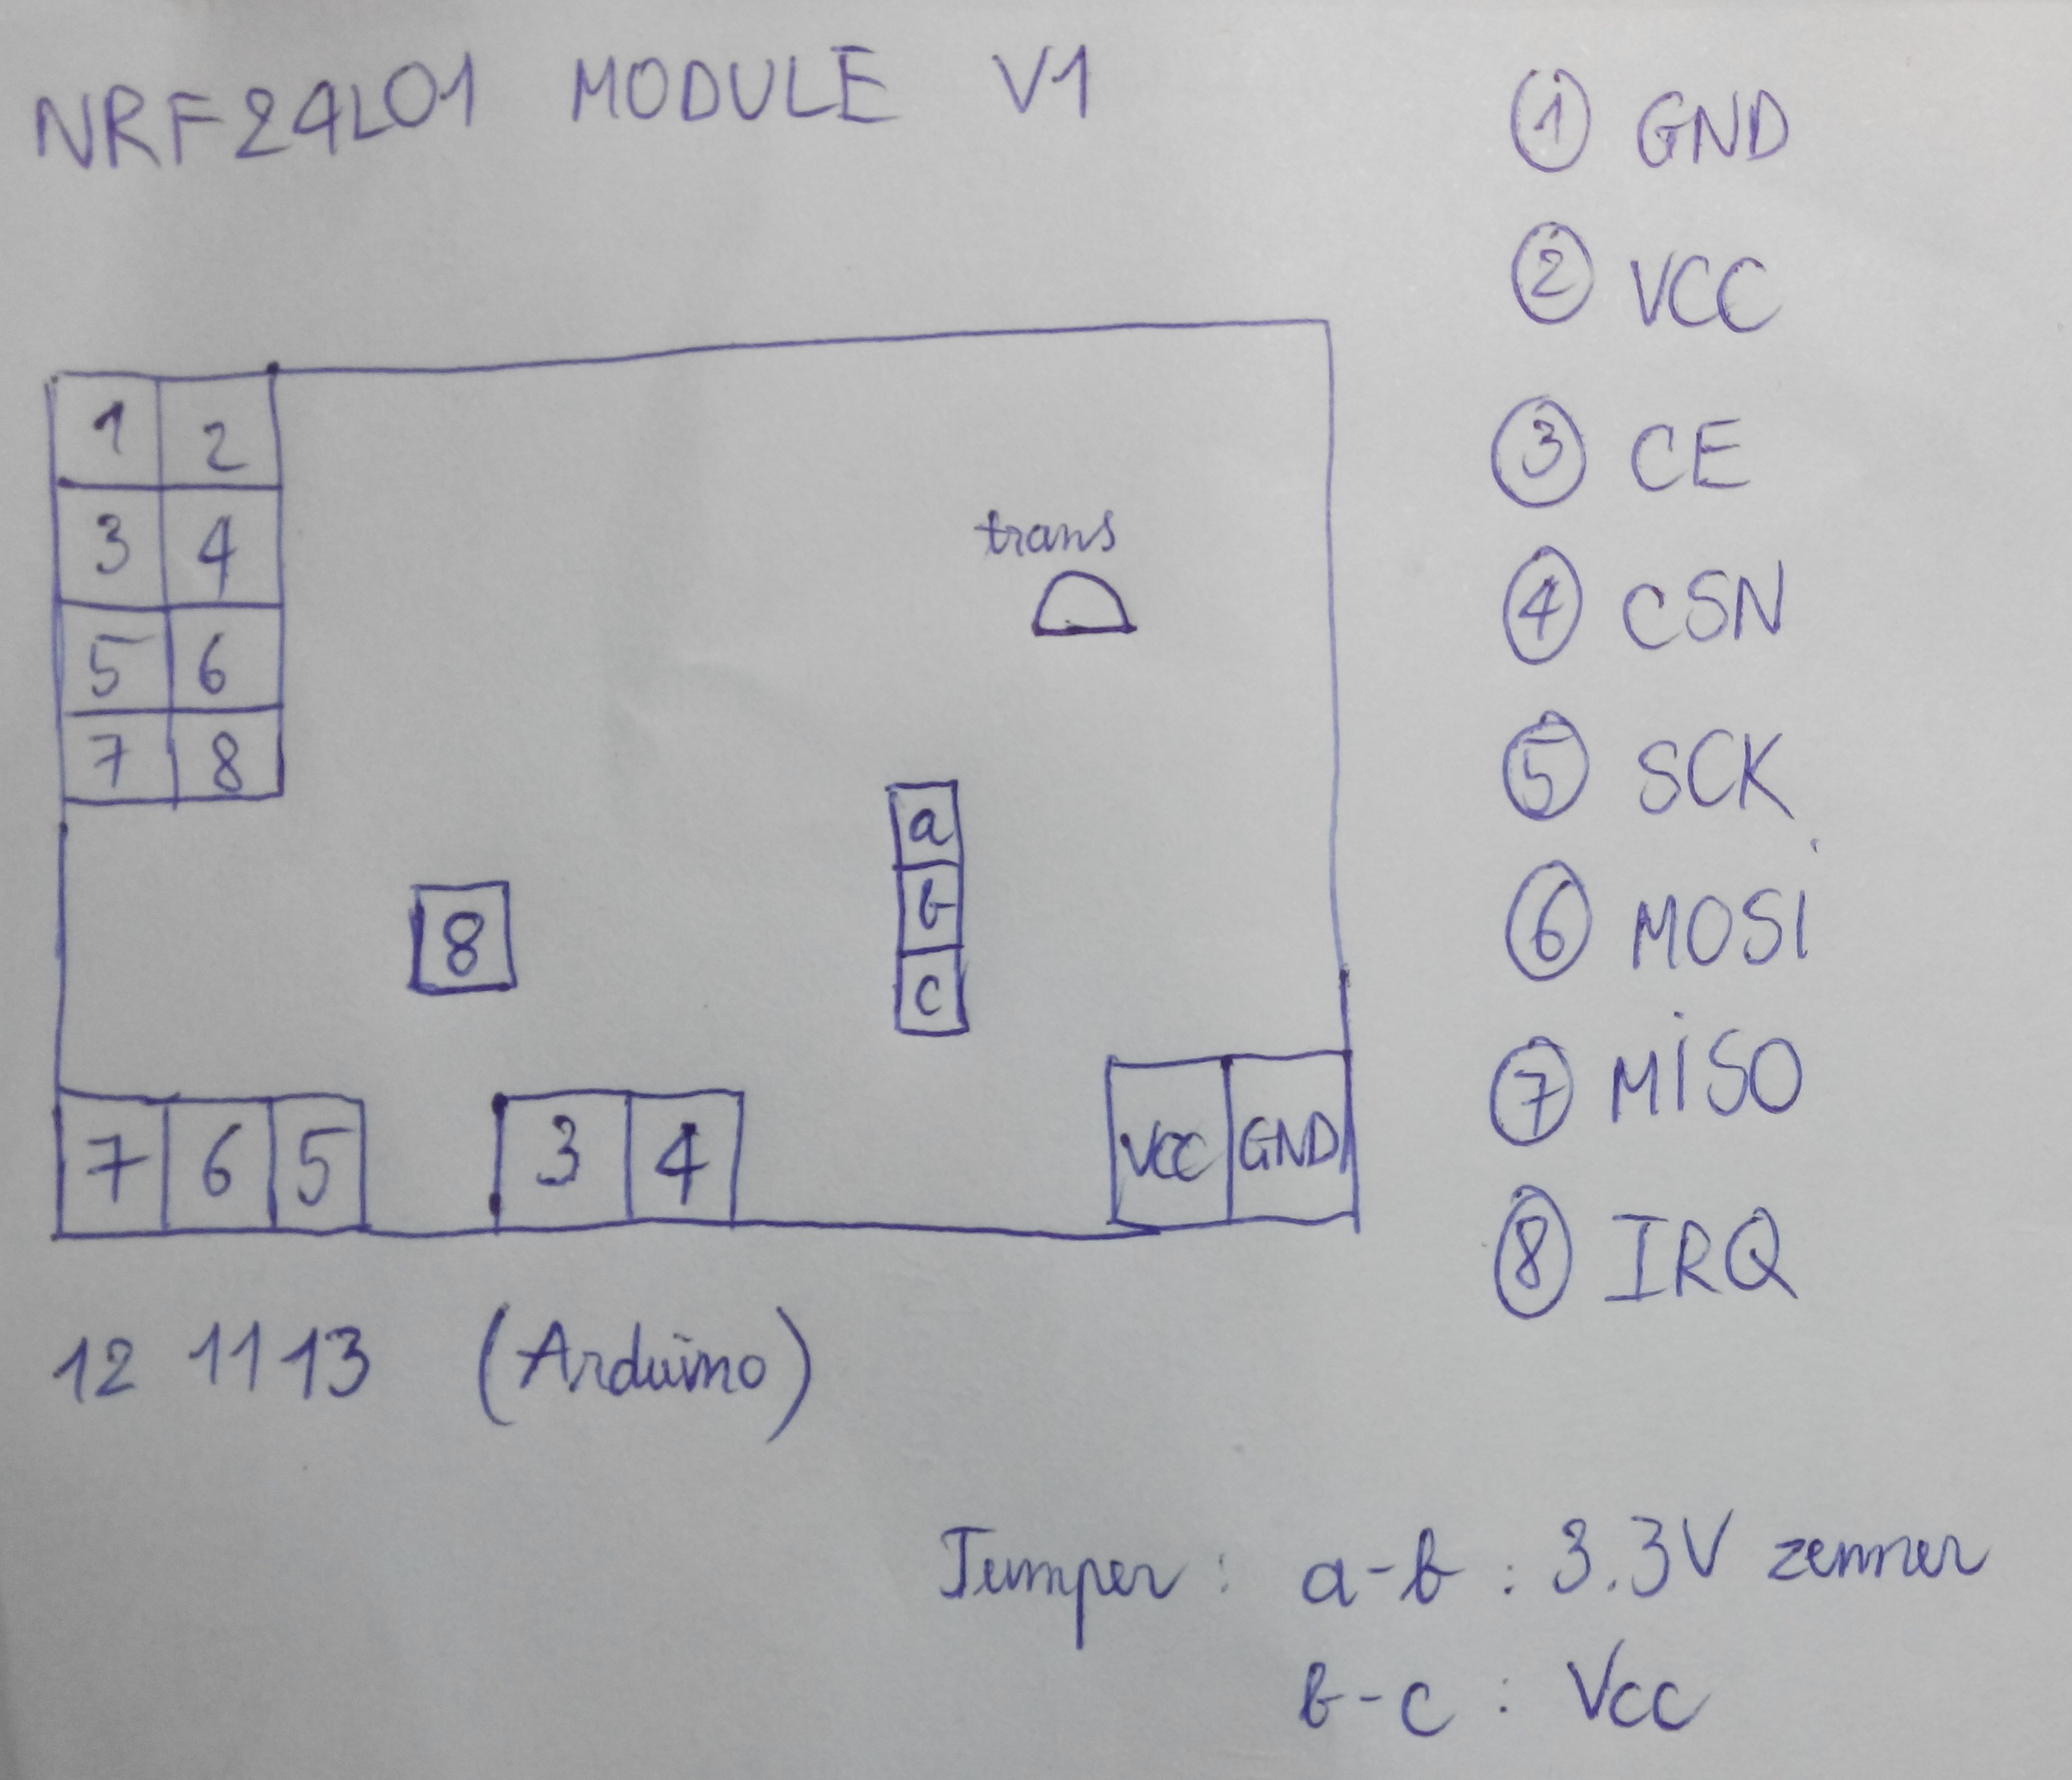 NRF24L01 MODULE V1
1 GND
2 VCC
3 CE
4 CSN
5 SCK
6 MOSI
7 MISO
8 IRQ
1 2
3 4
5 6
7 8
trans
a
b
c
8
7 6 5 3 4 VCC GND
12 11 13 (Arduino)
Jumper : a-b : 3.3V zenner
b-c : Vcc